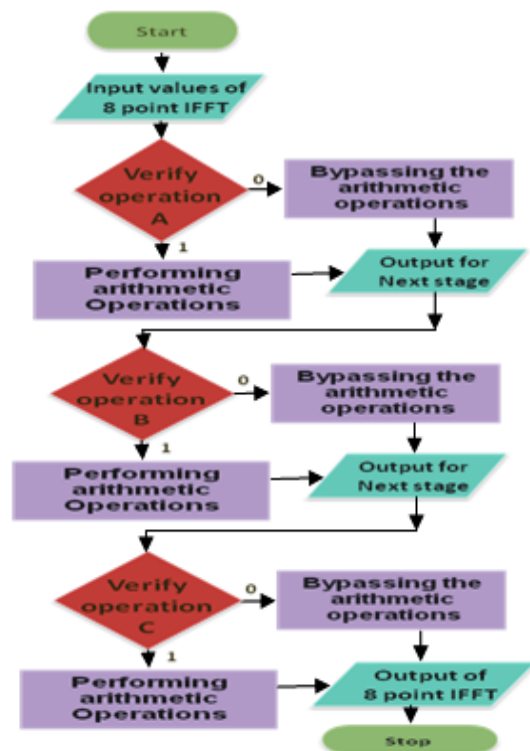 Start
Input values of
8 point IFFT
Verify
operation
A
0
Bypassing the
arithmetic
operations
1
Performing
arithmetic
Operations
Output for
Next stage
Verify
operation
B
0
Bypassing the
arithmetic
operations
1
Performing
arithmetic
Operations
Output for
Next stage
Verify
operation
C
0
Bypassing the
arithmetic
operations
1
Performing
arithmetic
Operations
Output of
8 point IFFT
Stop